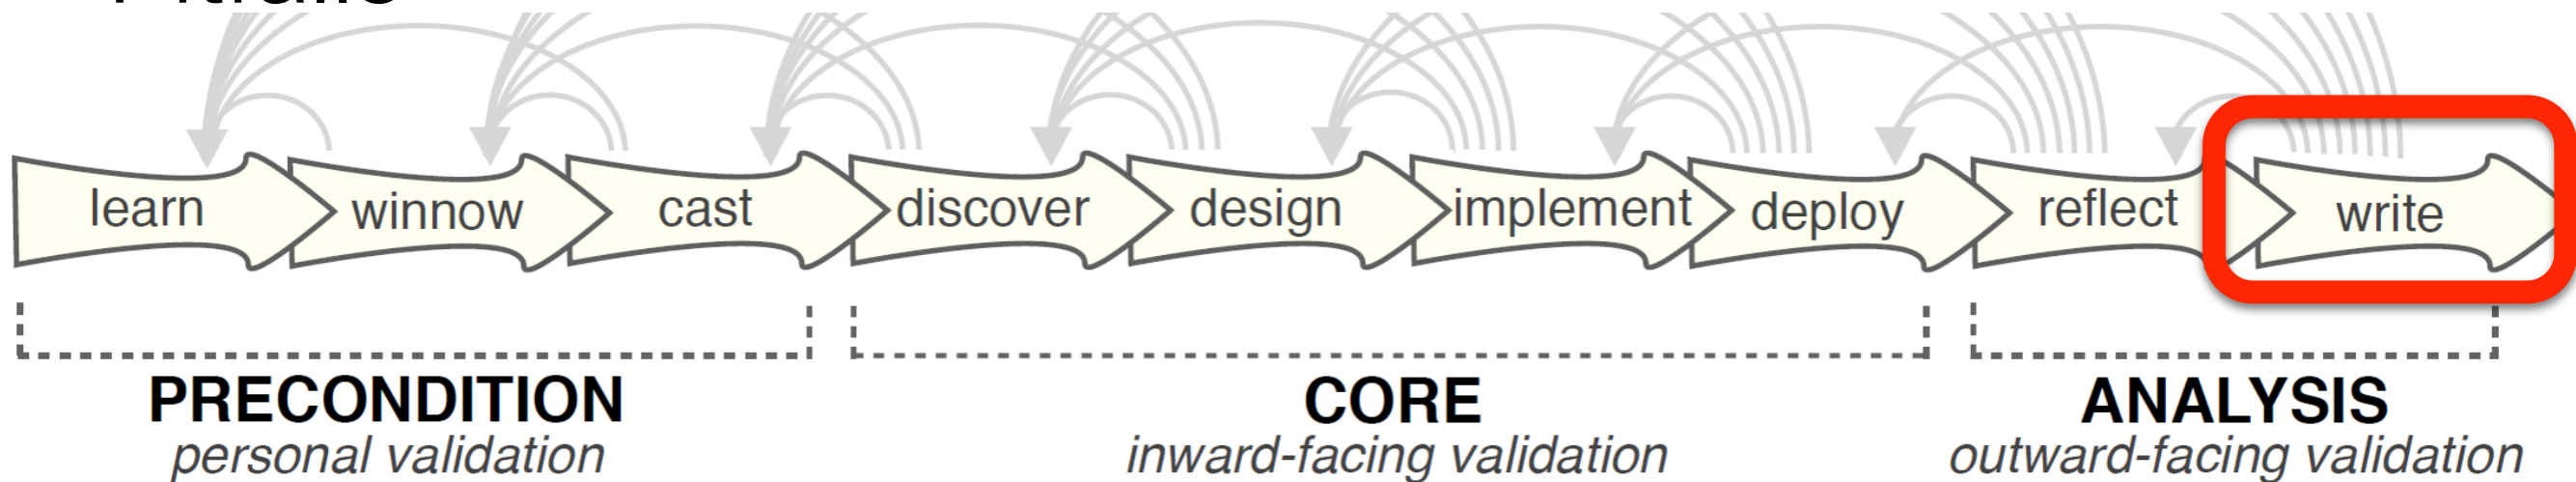 Pitfalls
learn winnow cast discover design implement deploy reflect write
PRECONDITION CORE ANALYSIS
personal validation inward-facing validation outward-facing validation